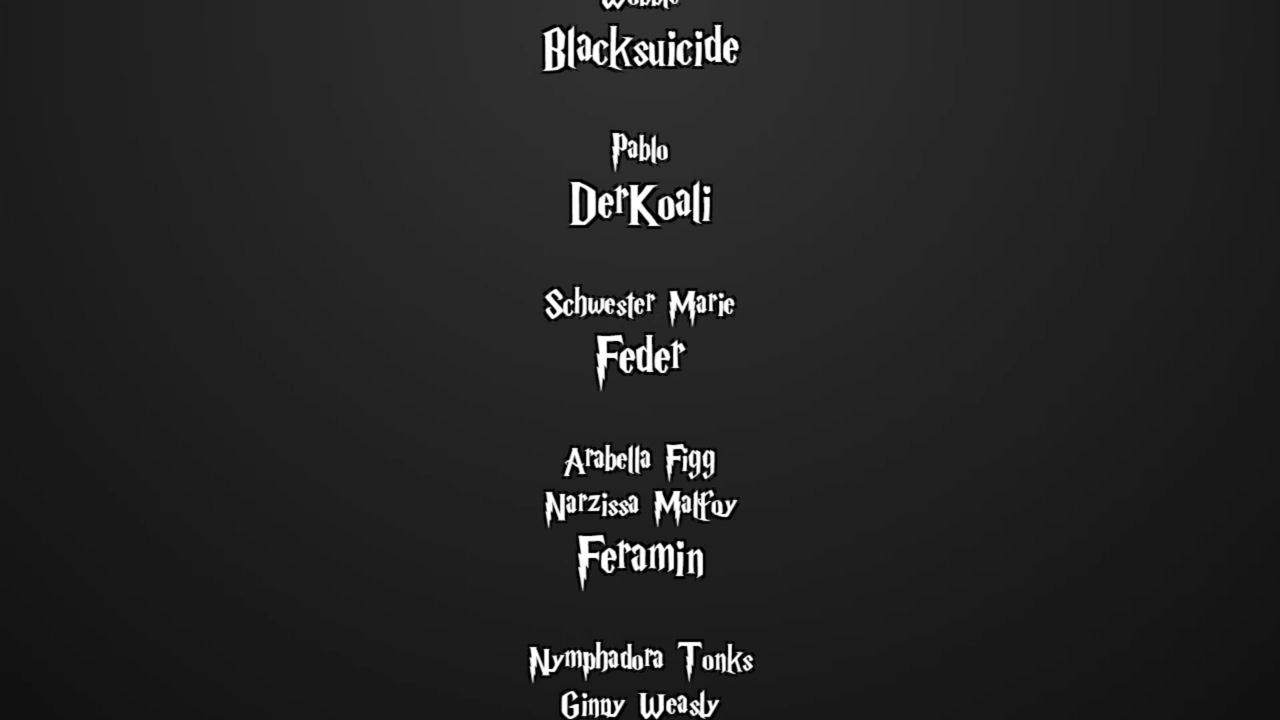 Blacksuicide
Pablo
DerKoali
Schwester Marie
Feder
Arabella Figg
Narzissa Malfoy
Feramin
Nymphadora Tonks
Ginny Weasly